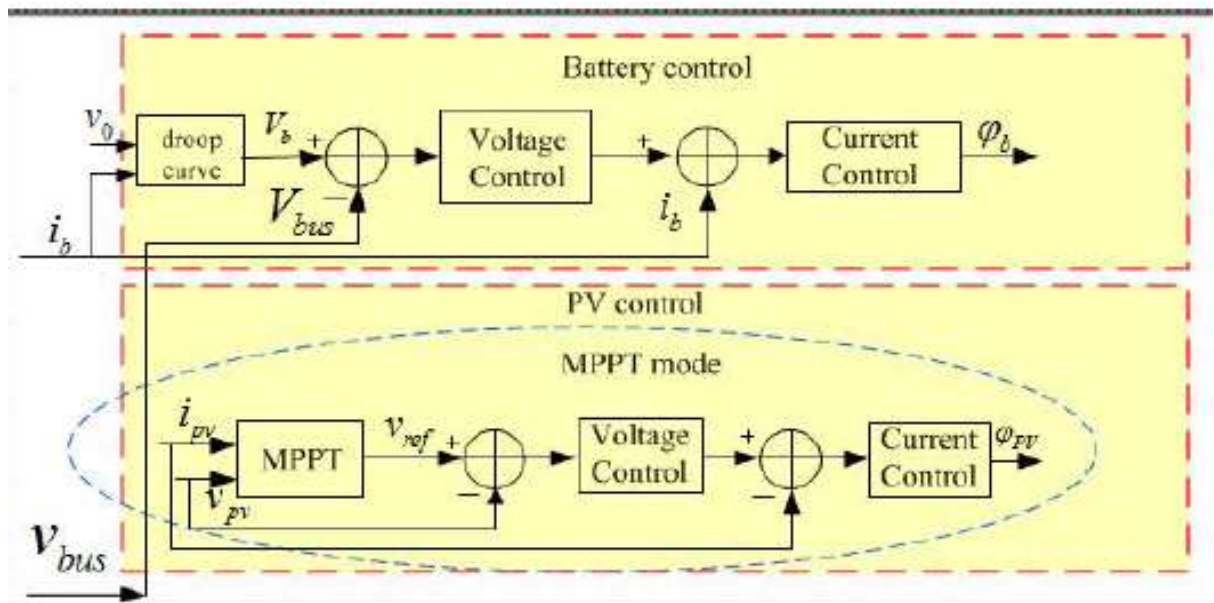 Battery control
v0
droop
curve
Vb
+
−
Vbus
Voltage
Control
+
ib
Current
Control
φb
ib
PV control
MPPT mode
ipv
vpv
MPPT
vref
+
−
Voltage
Control
+
−
Current
Control
φPV
vbus